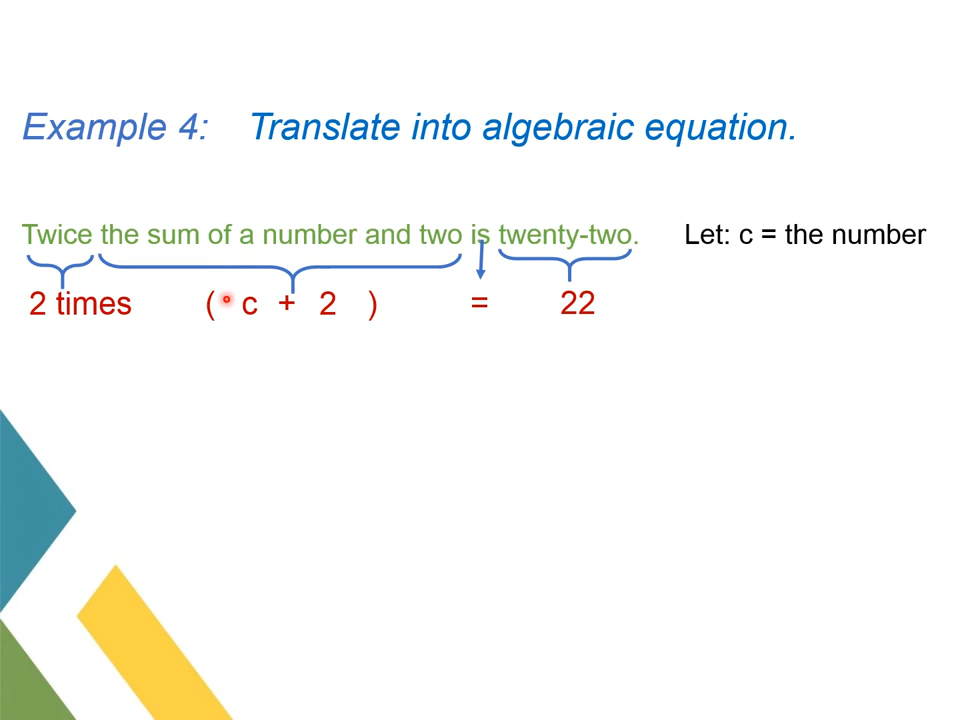 Example 4: Translate into algebraic equation.
Twice the sum of a number and two is twenty-two. Let: c = the number
2 times ( c + 2 ) = 22